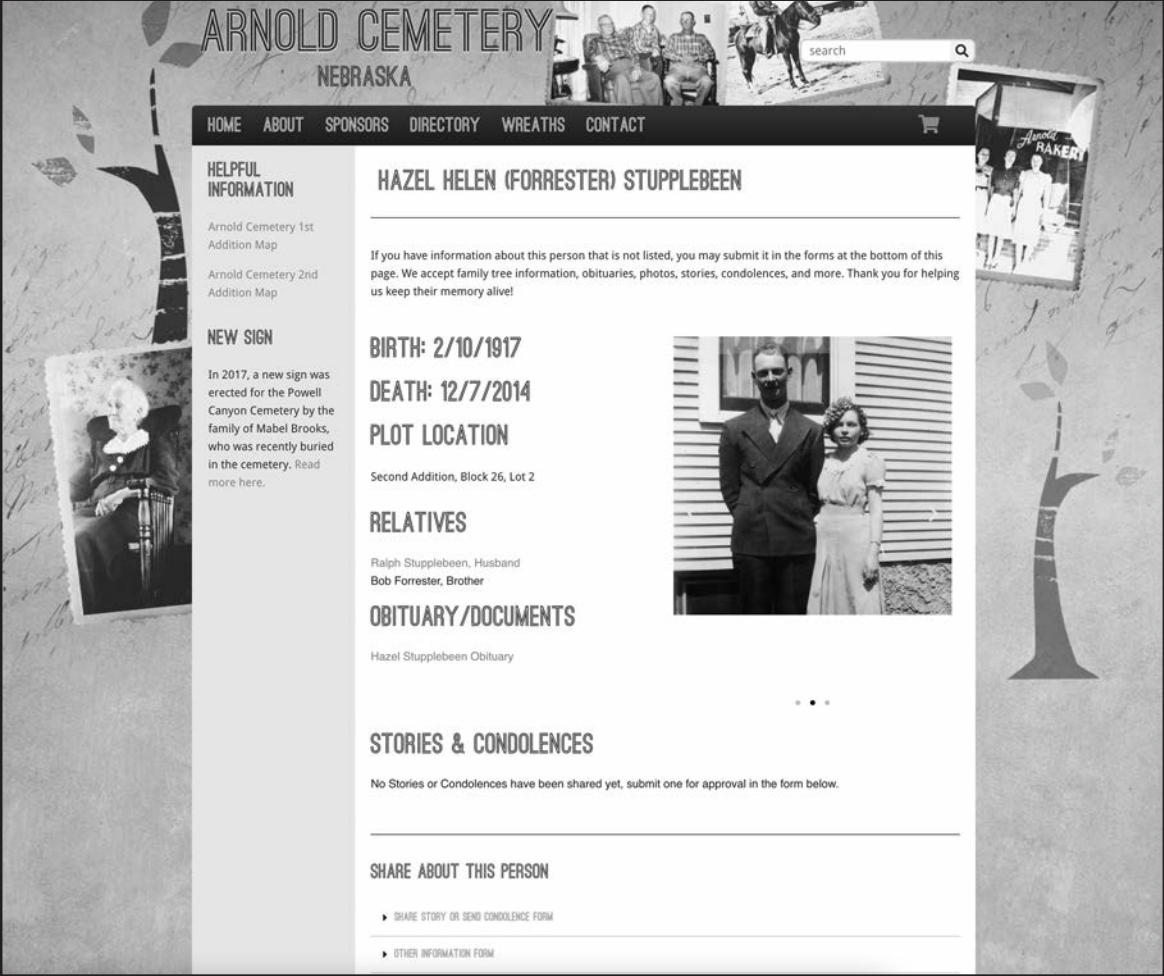 ARNOLD CEMETERY
NEBRASKA
search
HOME ABOUT SPONSORS DIRECTORY WREATHS CONTACT
Arnold
BAKERY
HELPFUL
INFORMATION
Arnold Cemetery 1st
Addition Map
Arnold Cemetery 2nd
Addition Map
NEW SIGN
In 2017, a new sign was
erected for the Powell
Canyon Cemetery by the
family of Mabel Brooks,
who was recently buried
in the cemetery. Read
more here.
HAZEL HELEN (FORRESTER) STUPPLEBEEN
If you have information about this person that is not listed, you may submit it in the forms at the bottom of this
page. We accept family tree information, obituaries, photos, stories, condolences, and more. Thank you for helping
us keep their memory alive!
BIRTH: 2/10/1917
DEATH: 12/7/2014
PLOT LOCATION
Second Addition, Block 26, Lot 2
RELATIVES
Ralph Stupplebeen, Husband
Bob Forrester, Brother
OBITUARY/DOCUMENTS
Hazel Stupplebeen Obituary
STORIES & CONDOLENCES
No Stories or Condolences have been shared yet, submit one for approval in the form below.
SHARE ABOUT THIS PERSON
SHARE STORY OR SEND CONDOLENCE FORM
OTHER INFORMATION FORM